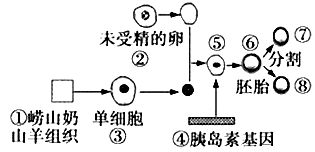 未受精的卵
②
⑤
⑥
⑦
分割
胚胎
⑧
①崂山奶
山羊组织
单细胞
③
④胰岛素基因